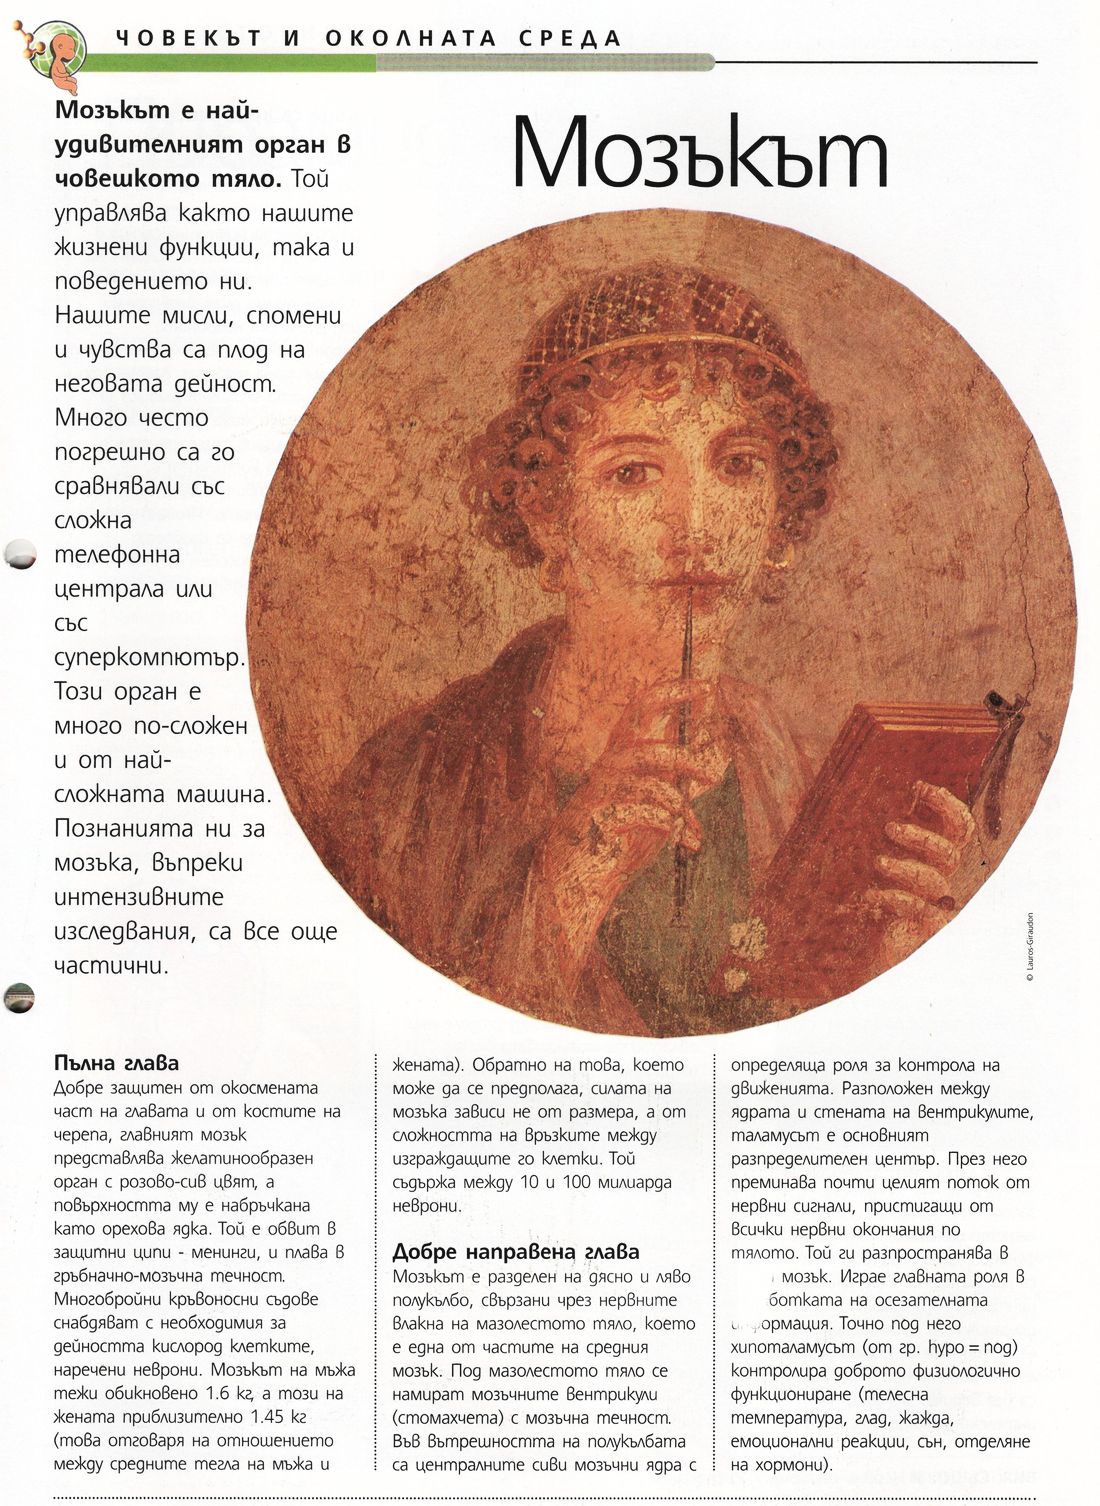 ЧОВЕКЪТ И ОКОЛНАТА СРЕДА
Мозъкът
Мозъкът е най-
удивителният орган в
човешкото тяло. Той
управлява както нашите
жизнени функции, така и
поведението ни.
Нашите мисли, спомени
и чувства са плод на
неговата дейност.
Много често
погрешно са го
сравнявали със
сложна
телефонна
централа или
със
суперкомпютър.
Този орган е
много по-сложен
и от най-
сложната машина.
Познанията ни за
мозъка, въпреки
интензивните
изследвания, са все още
частични.
© Lauros-Giraudon
Пълна глава
Добре защитен от окосмената
част на главата и от костите на
черепа, главният мозък
представлява желатинообразен
орган с розово-сив цвят, а
повърхността му е набръчкана
като орехова ядка. Той е обвит в
защитни ципи - менинги, и плава в
гръбначно-мозъчна течност.
Многобройни кръвоносни съдове
снабдяват с необходимия за
дейността кислород клетките,
наречени неврони. Мозъкът на мъжа
тежи обикновено 1.6 кг, а този на
жената приблизително 1.45 кг
(това отговаря на отношението
между средните тегла на мъжа и
жената). Обратно на това, което
може да се предполага, силата на
мозъка зависи не от размера, а от
сложността на връзките между
изграждащите го клетки. Той
съдържа между 10 и 100 милиарда
неврони.
Добре направена глава
Мозъкът е разделен на дясно и ляво
полукълбо, свързани чрез нервните
влакна на мазолестото тяло, което
е една от частите на средния
мозък. Под мазолестото тяло се
намират мозъчните вентрикули
(стомахчета) с мозъчна течност.
Във вътрешността на полукълбата
са централните сиви мозъчни ядра с
определяща роля за контрола на
движенията. Разположен между
ядрата и стената на вентрикулите,
таламусът е основният
разпределителен център. През него
преминава почти целият поток от
нервни сигнали, пристигащи от
всички нервни окончания по
тялото. Той ги разпространява в
мозък. Играе главната роля в
ботката на осезателната
ормация. Точно под него
хипоталамусът (от гр. hypo = под)
контролира доброто физиологично
функциониране (телесна
температура, глад, жажда,
емоционални реакции, сън, отделяне
на хормони).